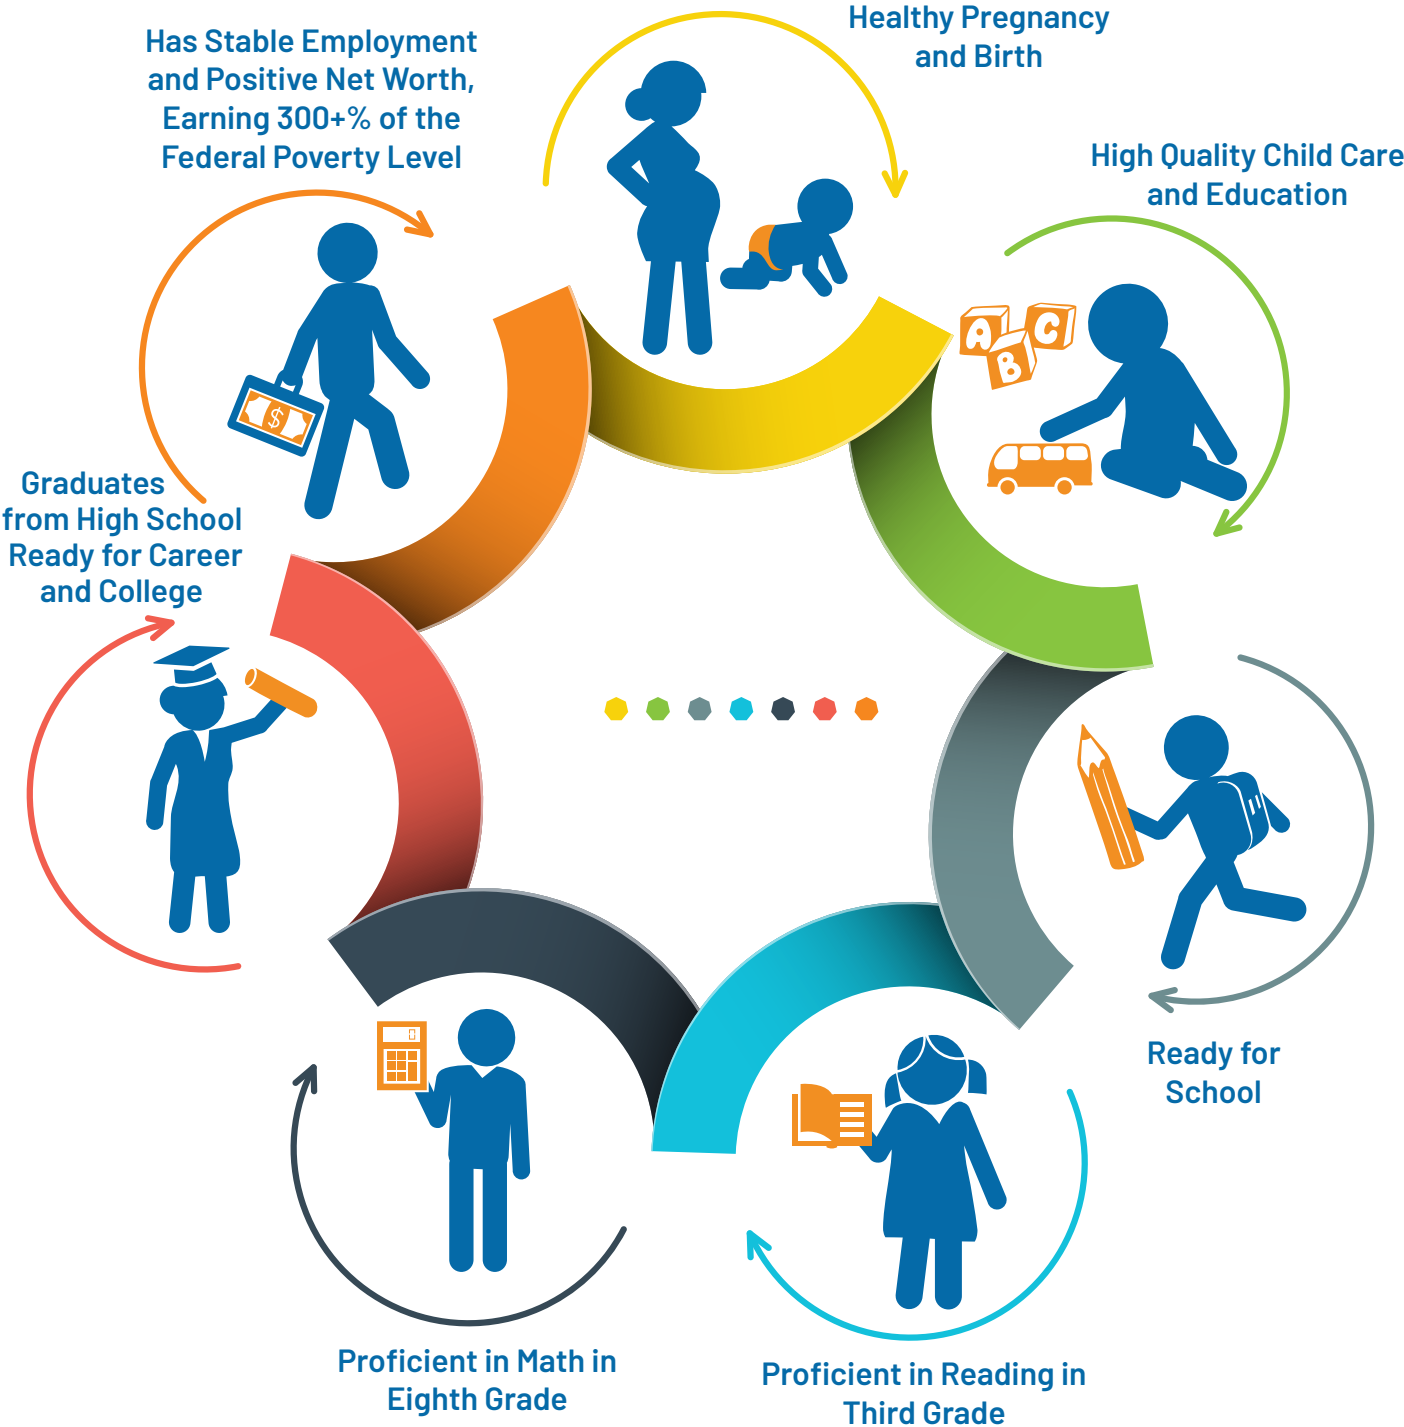 Healthy Pregnancy
and Birth
High Quality Child Care
and Education
A
B
C
Ready for
School
Proficient in Reading in
Third Grade
Proficient in Math in
Eighth Grade
0
Graduates
from High School
Ready for Career
and College
Has Stable Employment
and Positive Net Worth,
Earning 300+% of the
Federal Poverty Level
$